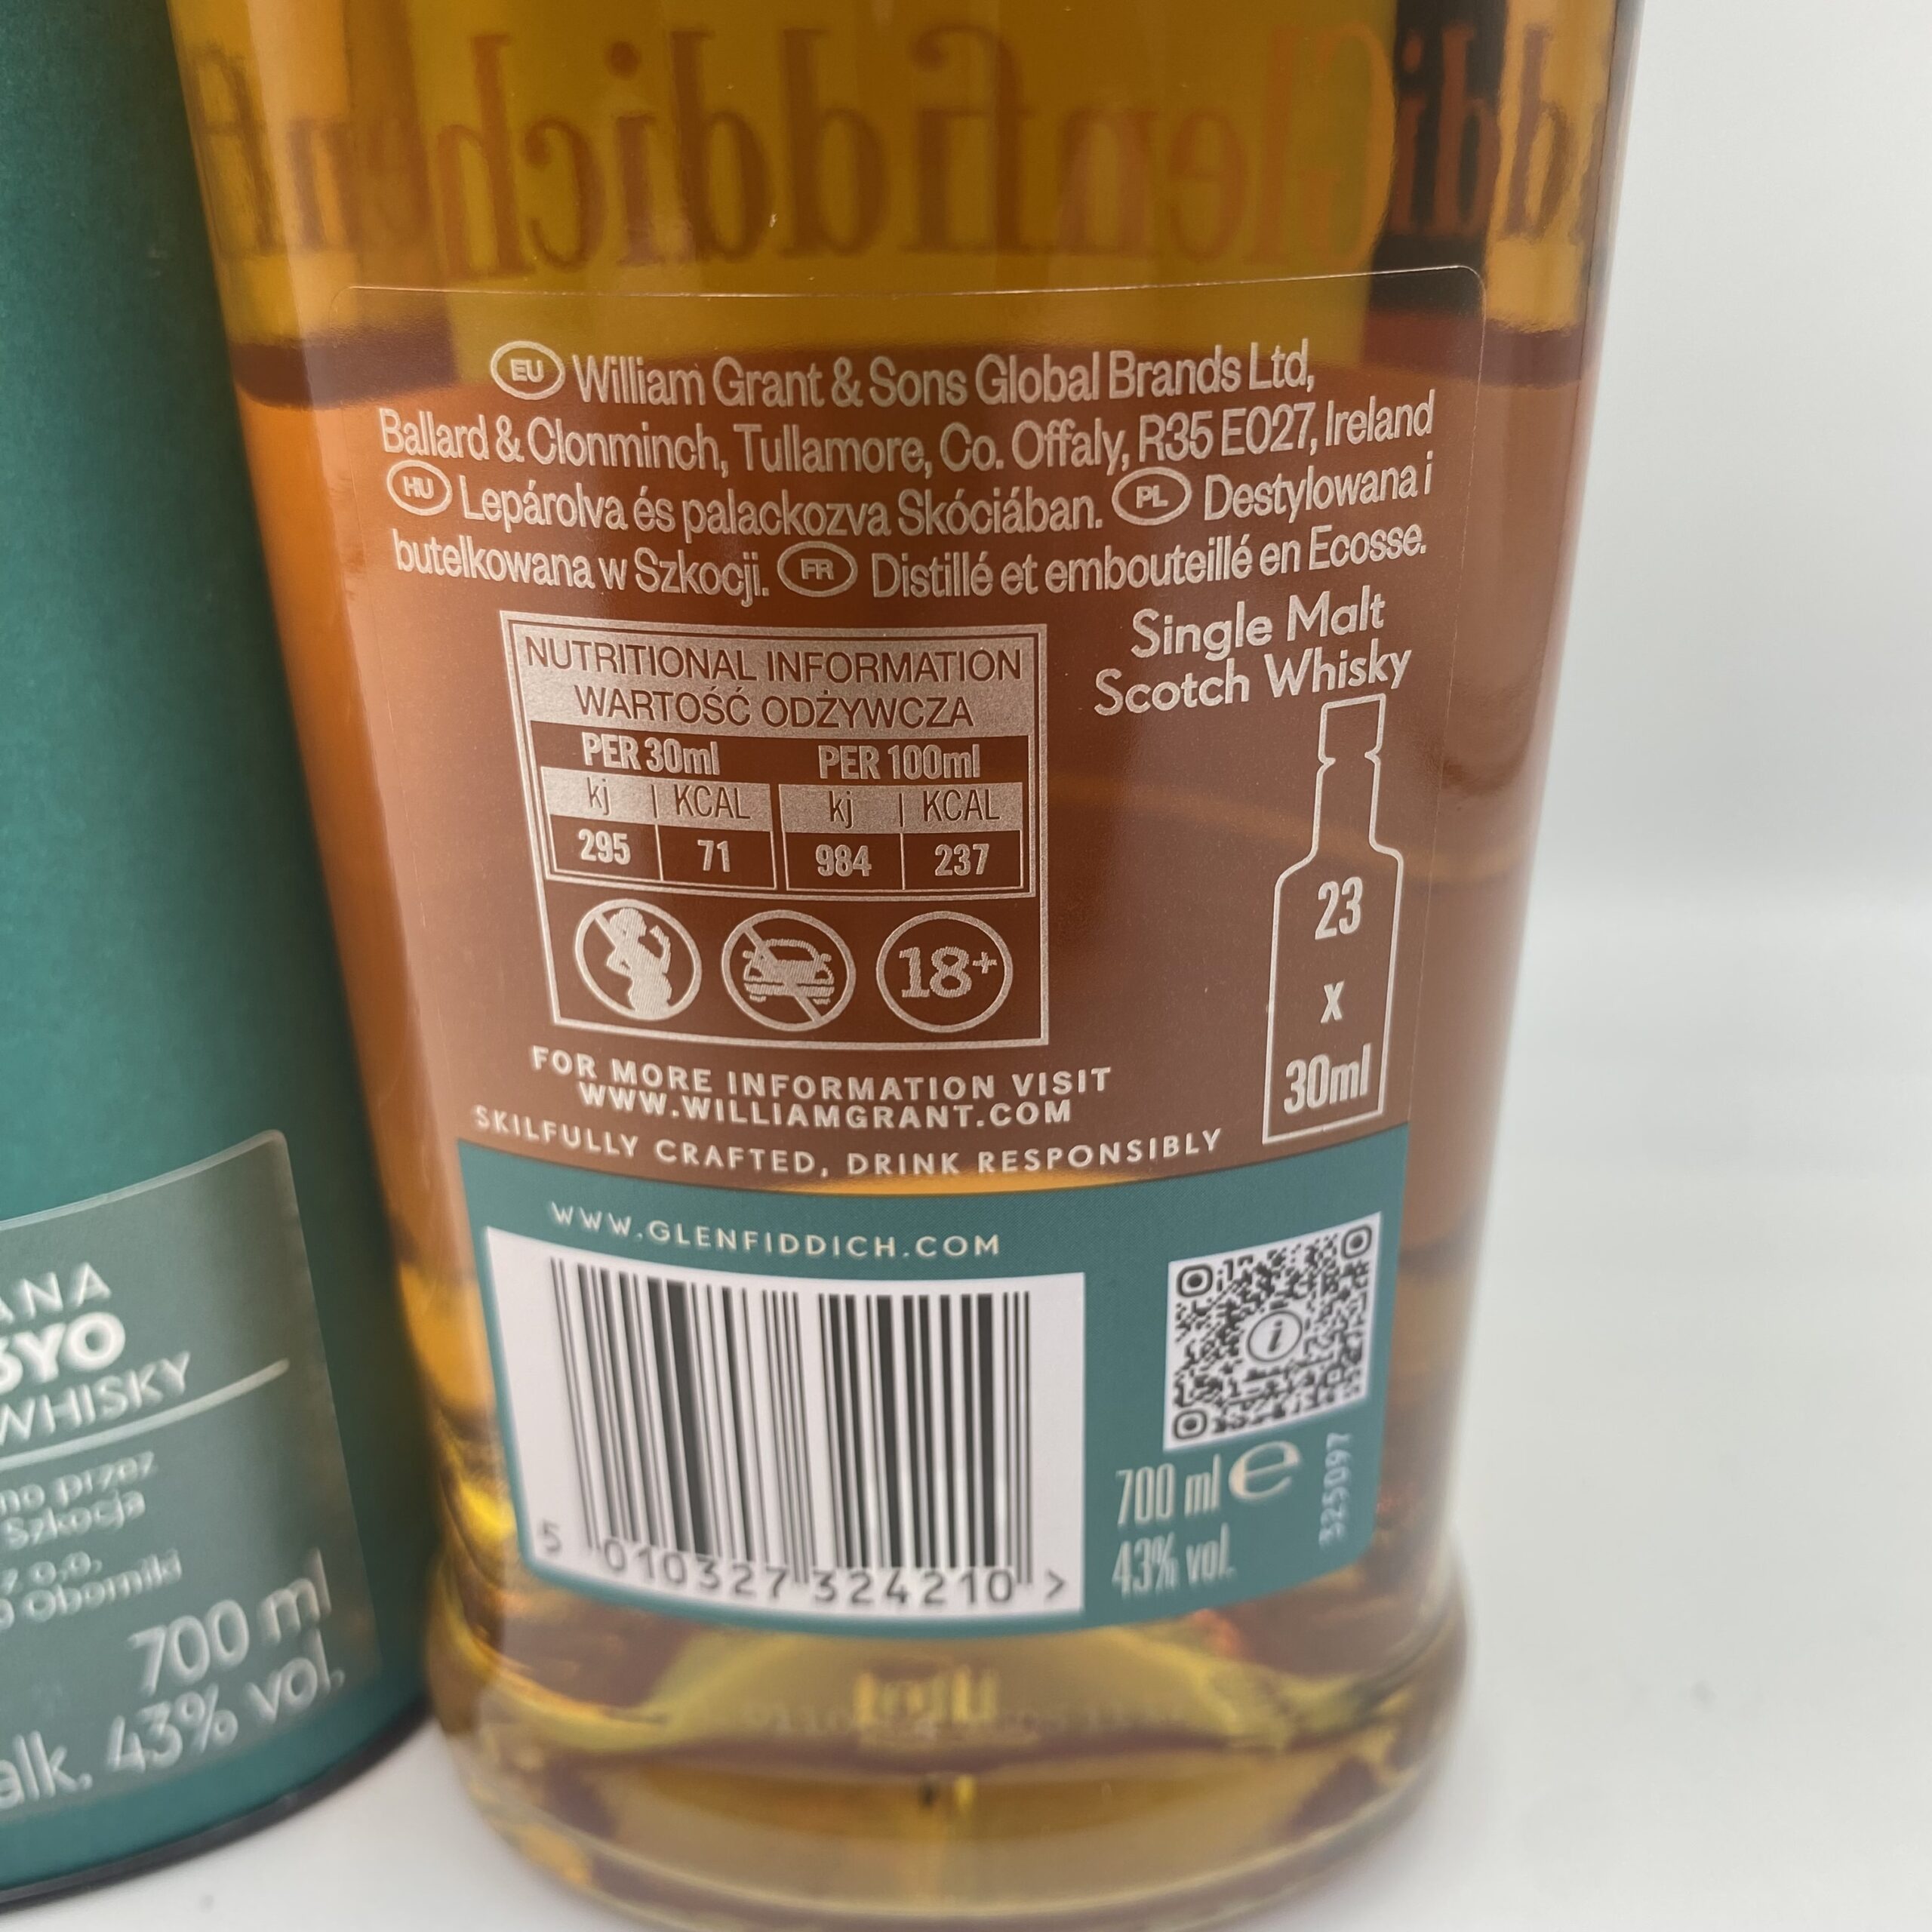 Glenfiddich
EU William Grant & Sons Global Brands Ltd,
Ballard & Clonminch, Tullamore, Co. Offaly, R35 E027, Ireland
HU Lepárolva és palackozva Skóciában. PL Destylowana i
butelkowana w Szkocji. FR Distillé et embouteillé en Ecosse.
Single Malt
Scotch Whisky
NUTRITIONAL INFORMATION
WARTOŚĆ ODŻYWCZA
PER 30ml PER 100ml
kj | KCAL kj | KCAL
295 71 984 237
18+
23
x
30ml
FOR MORE INFORMATION VISIT
WWW.WILLIAMGRANT.COM
SKILFULLY CRAFTED, DRINK RESPONSIBLY
WWW.GLENFIDDICH.COM
i
5 010327 324210 >
700 ml e
43% vol.
325097
ANA
YO
WHISKY
no przez
Szkocja
z o.o.
Oborniki
700 ml
alk. 43% vol.